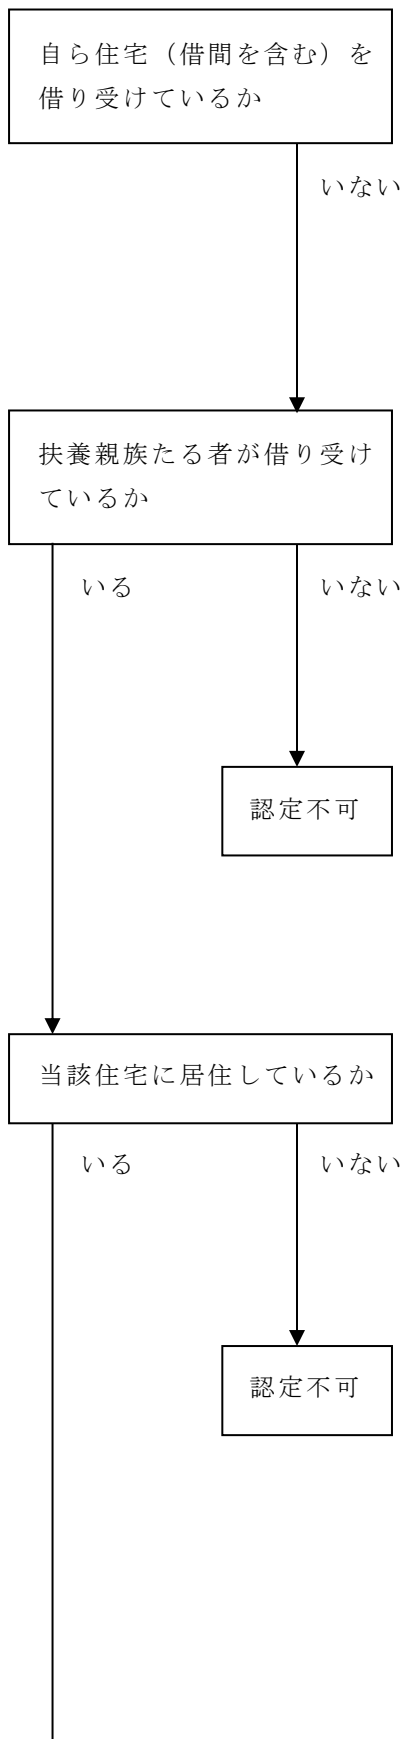 自ら住宅（借間を含む）を
借り受けているか
いない
扶養親族たる者が借り受け
ているか
いる
いない
認定不可
当該住宅に居住しているか
いる
いない
認定不可